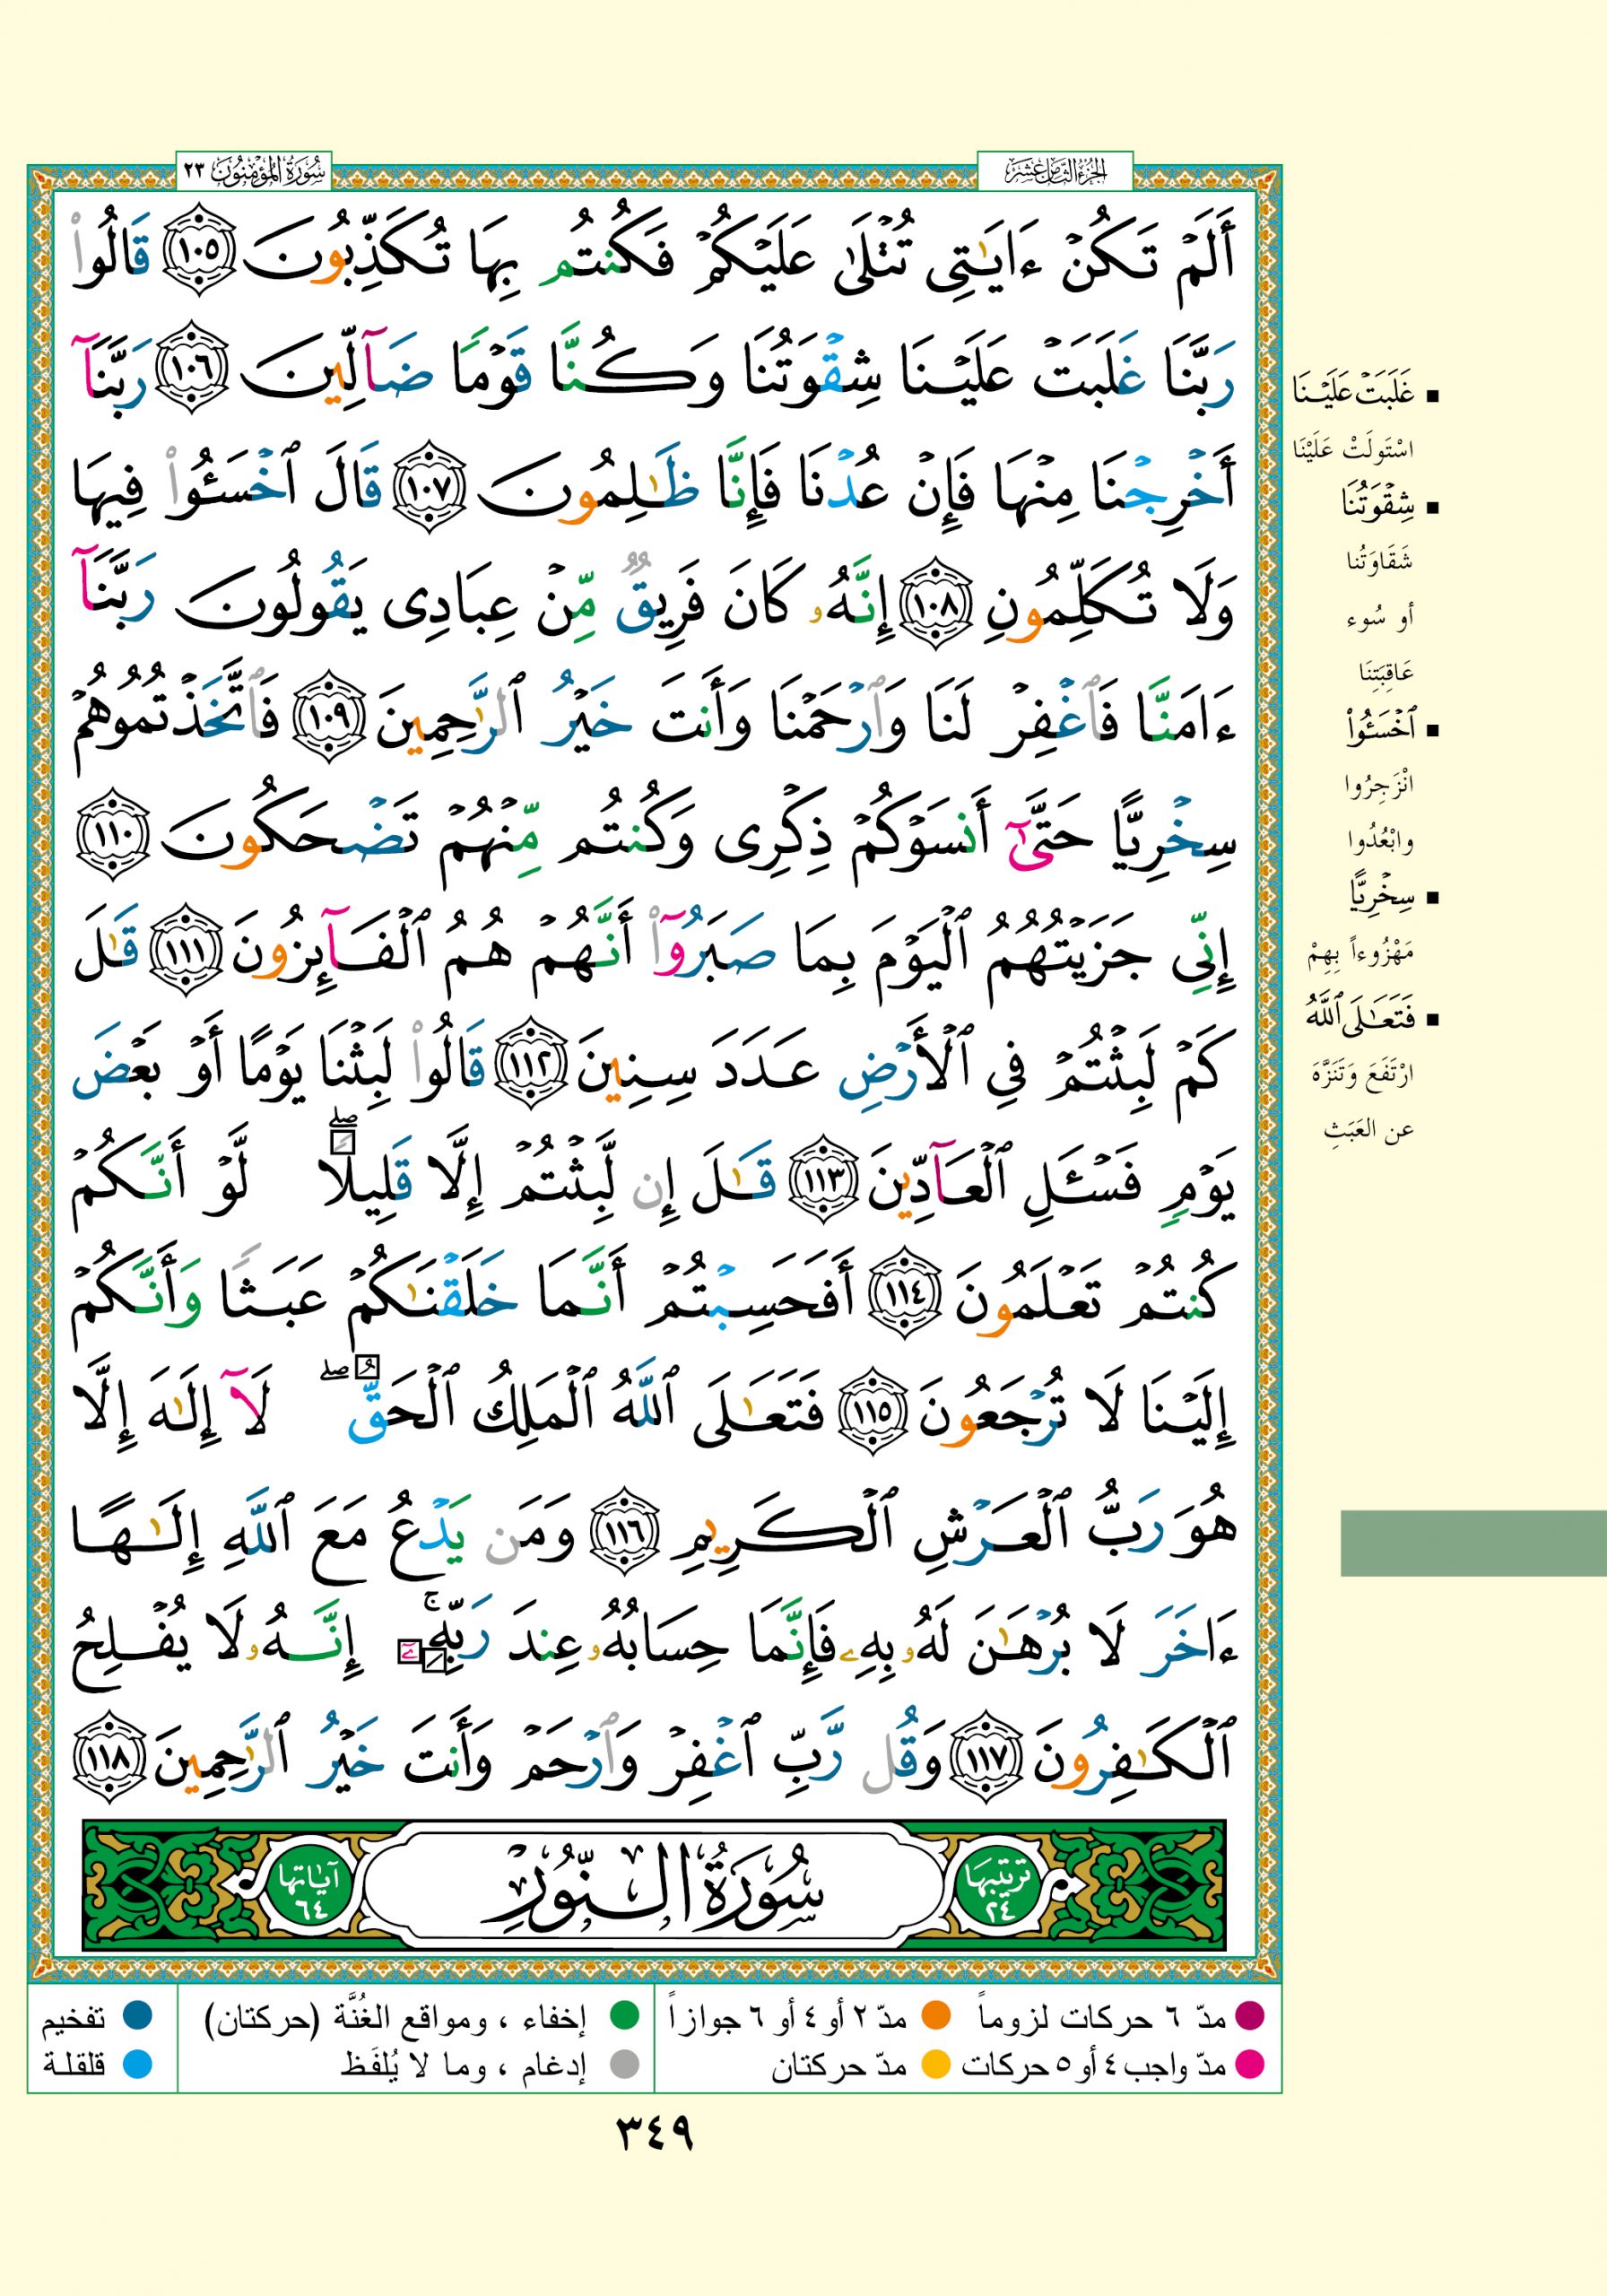 الجزء الثامن عشر
سورة المؤمنون ٢٣
أَلَمْ تَكُنْ ءَايَٰتِى تُتْلَىٰ عَلَيْكُمْ فَكُنتُم بِهَا تُكَذِّبُونَ ١٠٥ قَالُوا۟
رَبَّنَا غَلَبَتْ عَلَيْنَا شِقْوَتُنَا وَكُنَّا قَوْمًا ضَآلِّينَ ١٠٦ رَبَّنَآ
أَخْرِجْنَا مِنْهَا فَإِنْ عُدْنَا فَإِنَّا ظَٰلِمُونَ ١٠٧ قَالَ ٱخْسَـُٔوا۟ فِيهَا
وَلَا تُكَلِّمُونِ ١٠٨ إِنَّهُۥ كَانَ فَرِيقٌ مِّنْ عِبَادِى يَقُولُونَ رَبَّنَآ
ءَامَنَّا فَٱغْفِرْ لَنَا وَٱرْحَمْنَا وَأَنتَ خَيْرُ ٱلرَّٰحِمِينَ ١٠٩ فَٱتَّخَذْتُمُوهُمْ
سِخْرِيًّا حَتَّىٰٓ أَنسَوْكُمْ ذِكْرِى وَكُنتُم مِّنْهُمْ تَضْحَكُونَ ١١٠
إِنِّى جَزَيْتُهُمُ ٱلْيَوْمَ بِمَا صَبَرُوٓا۟ أَنَّهُمْ هُمُ ٱلْفَآئِزُونَ ١١١ قَٰلَ
كَمْ لَبِثْتُمْ فِى ٱلْأَرْضِ عَدَدَ سِنِينَ ١١٢ قَالُوا۟ لَبِثْنَا يَوْمًا أَوْ بَعْضَ
يَوْمٍ فَسْـَٔلِ ٱلْعَآدِّينَ ١١٣ قَٰلَ إِن لَّبِثْتُمْ إِلَّا قَلِيلًا ۖ لَّوْ أَنَّكُمْ
كُنتُمْ تَعْلَمُونَ ١١٤ أَفَحَسِبْتُمْ أَنَّمَا خَلَقْنَٰكُمْ عَبَثًا وَأَنَّكُمْ
إِلَيْنَا لَا تُرْجَعُونَ ١١٥ فَتَعَٰلَى ٱللَّهُ ٱلْمَلِكُ ٱلْحَقُّ ۖ لَآ إِلَٰهَ إِلَّا
هُوَ رَبُّ ٱلْعَرْشِ ٱلْكَرِيمِ ١١٦ وَمَن يَدْعُ مَعَ ٱللَّهِ إِلَٰهًا
ءَاخَرَ لَا بُرْهَٰنَ لَهُۥ بِهِۦ فَإِنَّمَا حِسَابُهُۥ عِندَ رَبِّهِۦٓ ۚ إِنَّهُۥ لَا يُفْلِحُ
ٱلْكَٰفِرُونَ ١١٧ وَقُل رَّبِّ ٱغْفِرْ وَٱرْحَمْ وَأَنتَ خَيْرُ ٱلرَّٰحِمِينَ ١١٨
ترتيبها ٢٤
سُورَةُ النُّورِ
آيَاتها ٦٤
▪ غَلَبَتْ عَلَيْنَا
اسْتَولَتْ عَلَيْنَا
▪ شِقْوَتُنَا
شَقَاوَتُنا
أو سُوء
عَاقِبَتِنَا
▪ ٱخْسَـُٔوا۟
انْزَجِرُوا
وابْعُدُوا
▪ سِخْرِيًّا
مَهْزُوءاً بِهِمْ
▪ فَتَعَٰلَى ٱللَّهُ
ارْتَفَعَ وَتَنَزَّهَ
عن العَبَثِ
مدّ ٦ حركات لزوماً مدّ ٢ أو ٤ أو ٦ جوازاً إخفاء ، ومواقع الغُنَّة (حركتان) تفخيم
مدّ واجب ٤ أو ٥ حركات مدّ حركتان إدغام ، وما لا يُلفَظ قلقلة
٣٤٩